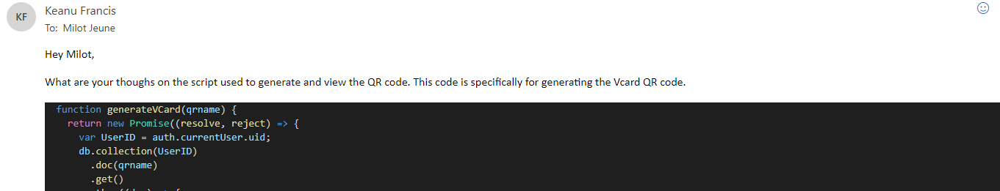 KF
Keanu Francis
To: Milot Jeune
Hey Milot,
What are your thoughs on the script used to generate and view the QR code. This code is specifically for generating the Vcard QR code.
function generateVCard(qrname) {
return new Promise((resolve, reject) => {
var UserID = auth.currentUser.uid;
db.collection(UserID)
.doc(qrname)
.get()